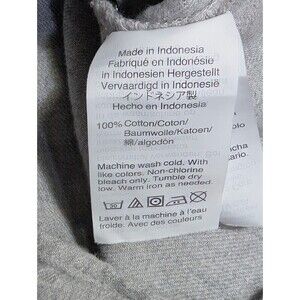 Made in Indonesia
Fabriqué en Indonésie
in Indonesien Hergestellt
Vervaardigd in Indonesië
インドネシア製
Hecho en Indonesia
100% Cotton/Coton/
Baumwolle/Katoen/
綿/algodón
Machine wash cold. With
like colors. Non-chlorine
bleach only. Tumble dry
low. Warm iron as needed.
Laver à la machine à l'eau
froide. Avec des couleurs